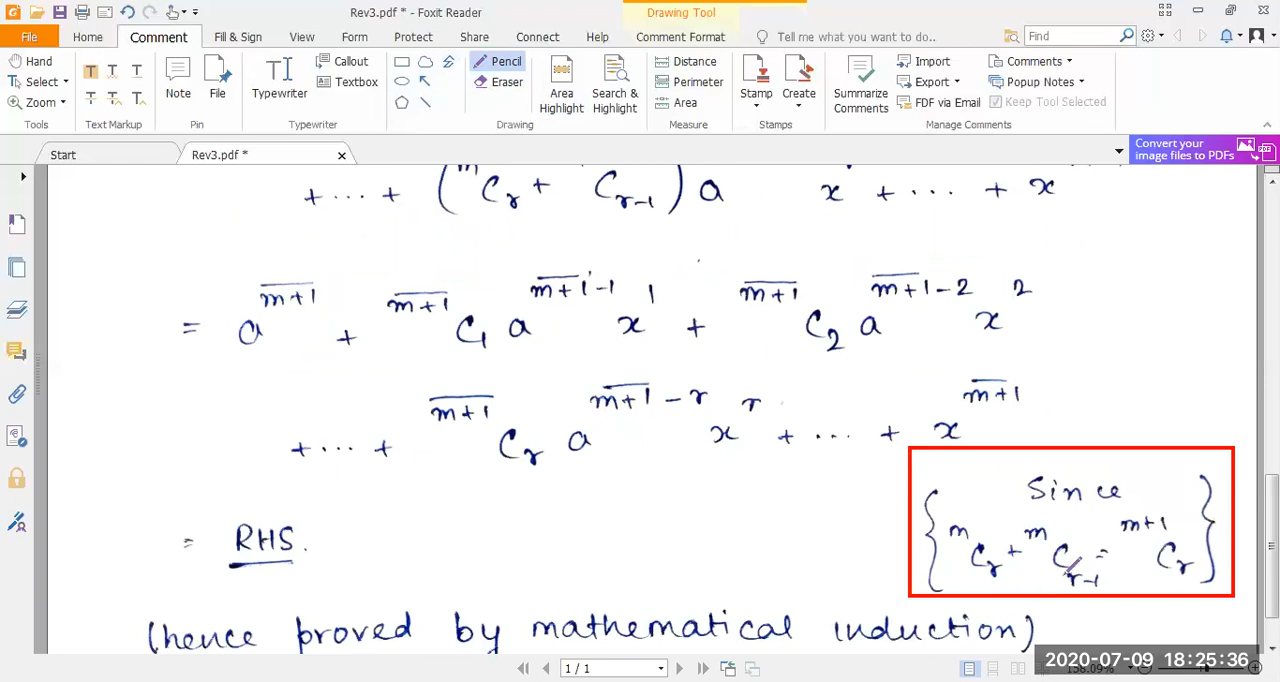 Rev3.pdf * - Foxit Reader
Drawing Tool
File Home Comment Fill & Sign View Form Protect Share Connect Help Comment Format Tell me what you want to do.. Find
Hand
Select
Zoom
Tools
T T T
T T T
Text Markup
Note File
Pin
Typewriter Callout
Textbox
Typewriter
Pencil
Eraser
Area Highlight
Search & Highlight
Drawing
Distance
Perimeter
Area
Measure
Stamp Create
Stamps
Summarize Comments
Import
Export
FDF via Email
Comments
Popup Notes
Keep Tool Selected
Manage Comments
Start Rev3.pdf *
Convert your image files to PDFs
+ ... + (ᵐCᵣ + Cᵣ₋₁) a x + ... + x
= a^(m+1) + ^(m+1)C₁ a^(m+1-1) x^1 + ^(m+1)C₂ a^(m+1-2) x^2
+ ... + ^(m+1)Cᵣ a^(m+1-r) x^r + ... + x^(m+1)
= RHS.
{ Since
ᵐCᵣ + ᵐCᵣ₋₁ = ^(m+1)Cᵣ }
(hence proved by mathematical induction)
1 / 1
2020-07-09 18:25:36